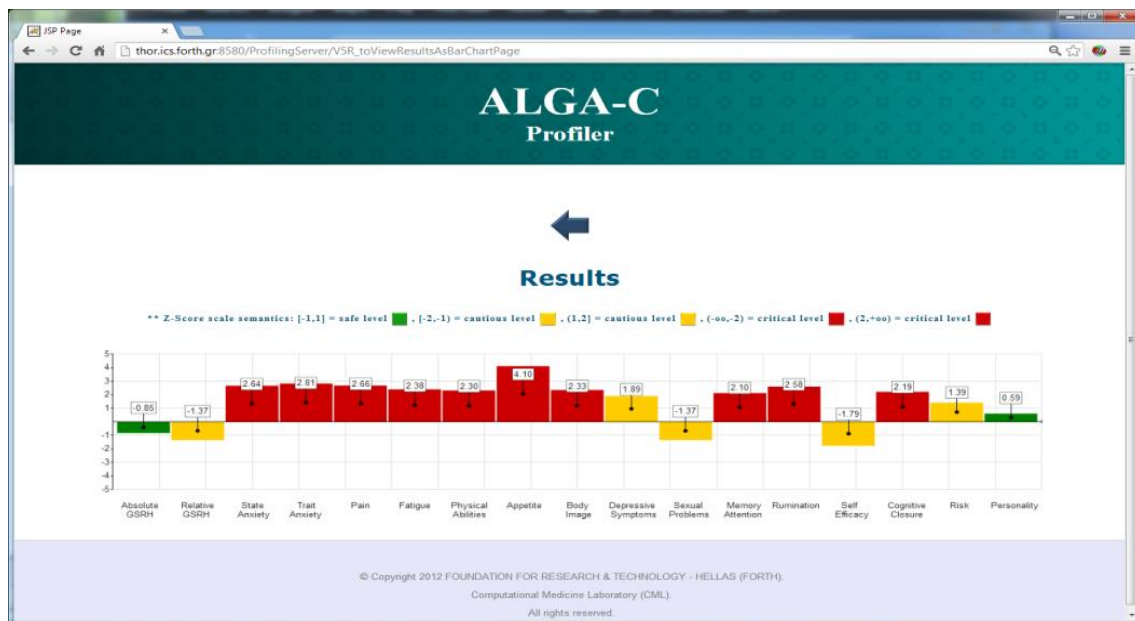 JSP Page
thor.ics.forth.gr:8580/ProfilingServer/V5R_toViewResultsAsBarChartPage
ALGA-C
Profiler
Results
** Z-Score scale semantics: [-1,1] = safe level , [-2,-1) = cautious level , (1,2] = cautious level , (-oo,-2) = critical level , (2,+oo) = critical level
5
4
3
2
1
-1
-2
-3
-4
-5
-0.85 -1.37 2.64 2.81 2.66 2.38 2.30 4.10 2.33 1.89 -1.37 2.10 2.58 -1.79 2.19 1.39 0.59
Absolute Relative State Trait Pain Fatigue Physical Appetite Body Depressive Sexual Memory Rumination Self Cognitive Risk Personality
GSRH GSRH Anxiety Anxiety Abilities Image Symptoms Problems Attention Efficacy Closure
© Copyright 2012 FOUNDATION FOR RESEARCH & TECHNOLOGY - HELLAS (FORTH).
Computational Medicine Laboratory (CML).
All rights reserved.